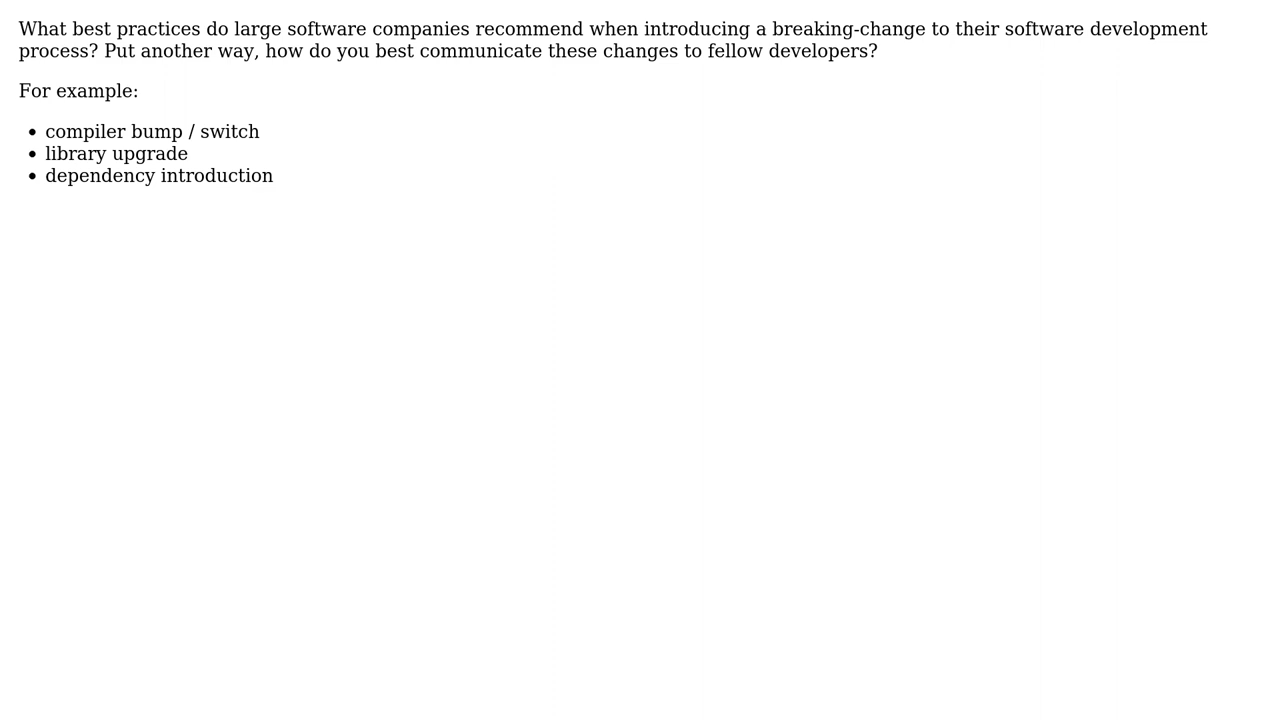 What best practices do large software companies recommend when introducing a breaking-change to their software development
process? Put another way, how do you best communicate these changes to fellow developers?
For example:
• compiler bump / switch
• library upgrade
• dependency introduction